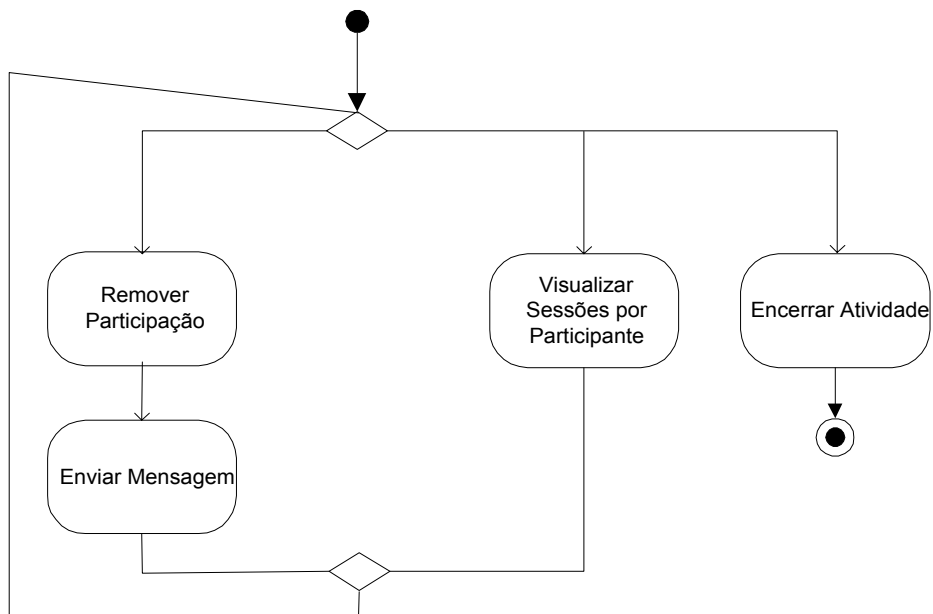 Remover
Participação
Visualizar
Sessões por
Participante
Encerrar Atividade
Enviar Mensagem